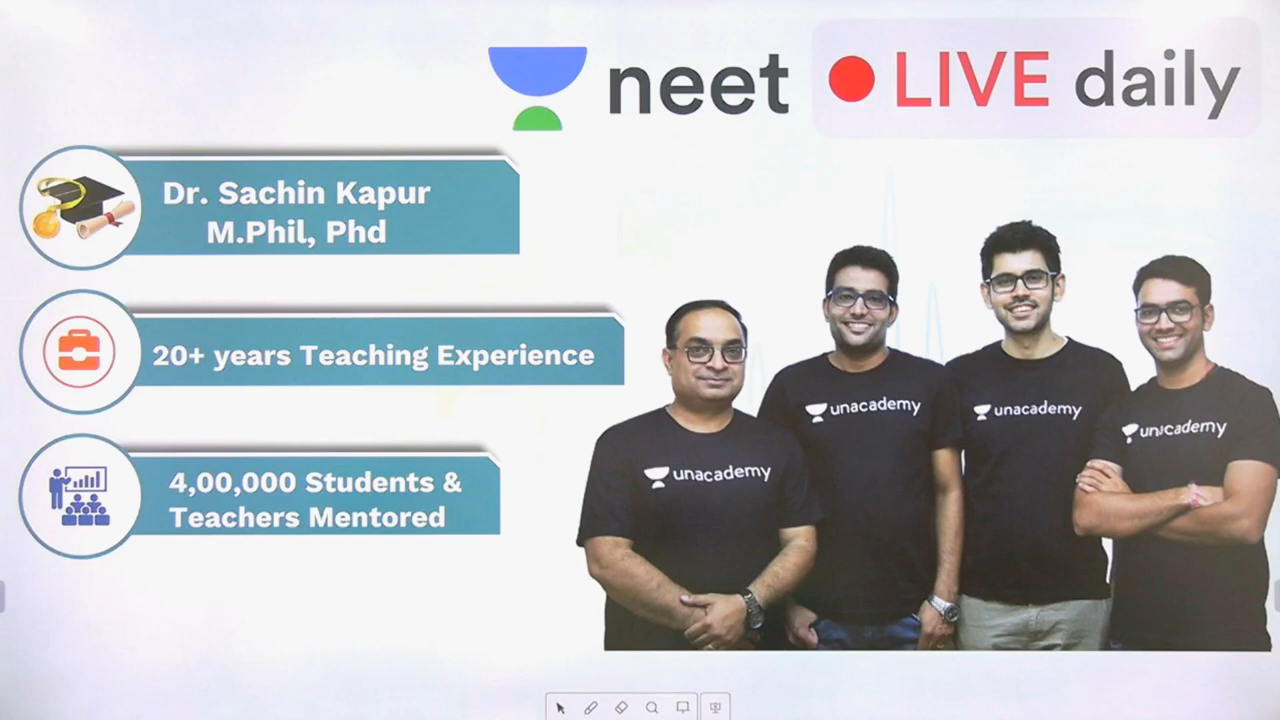 neet LIVE daily
Dr. Sachin Kapur
M.Phil, Phd
20+ years Teaching Experience
4,00,000 Students &
Teachers Mentored
unacademy
unacademy
unacademy
unacademy